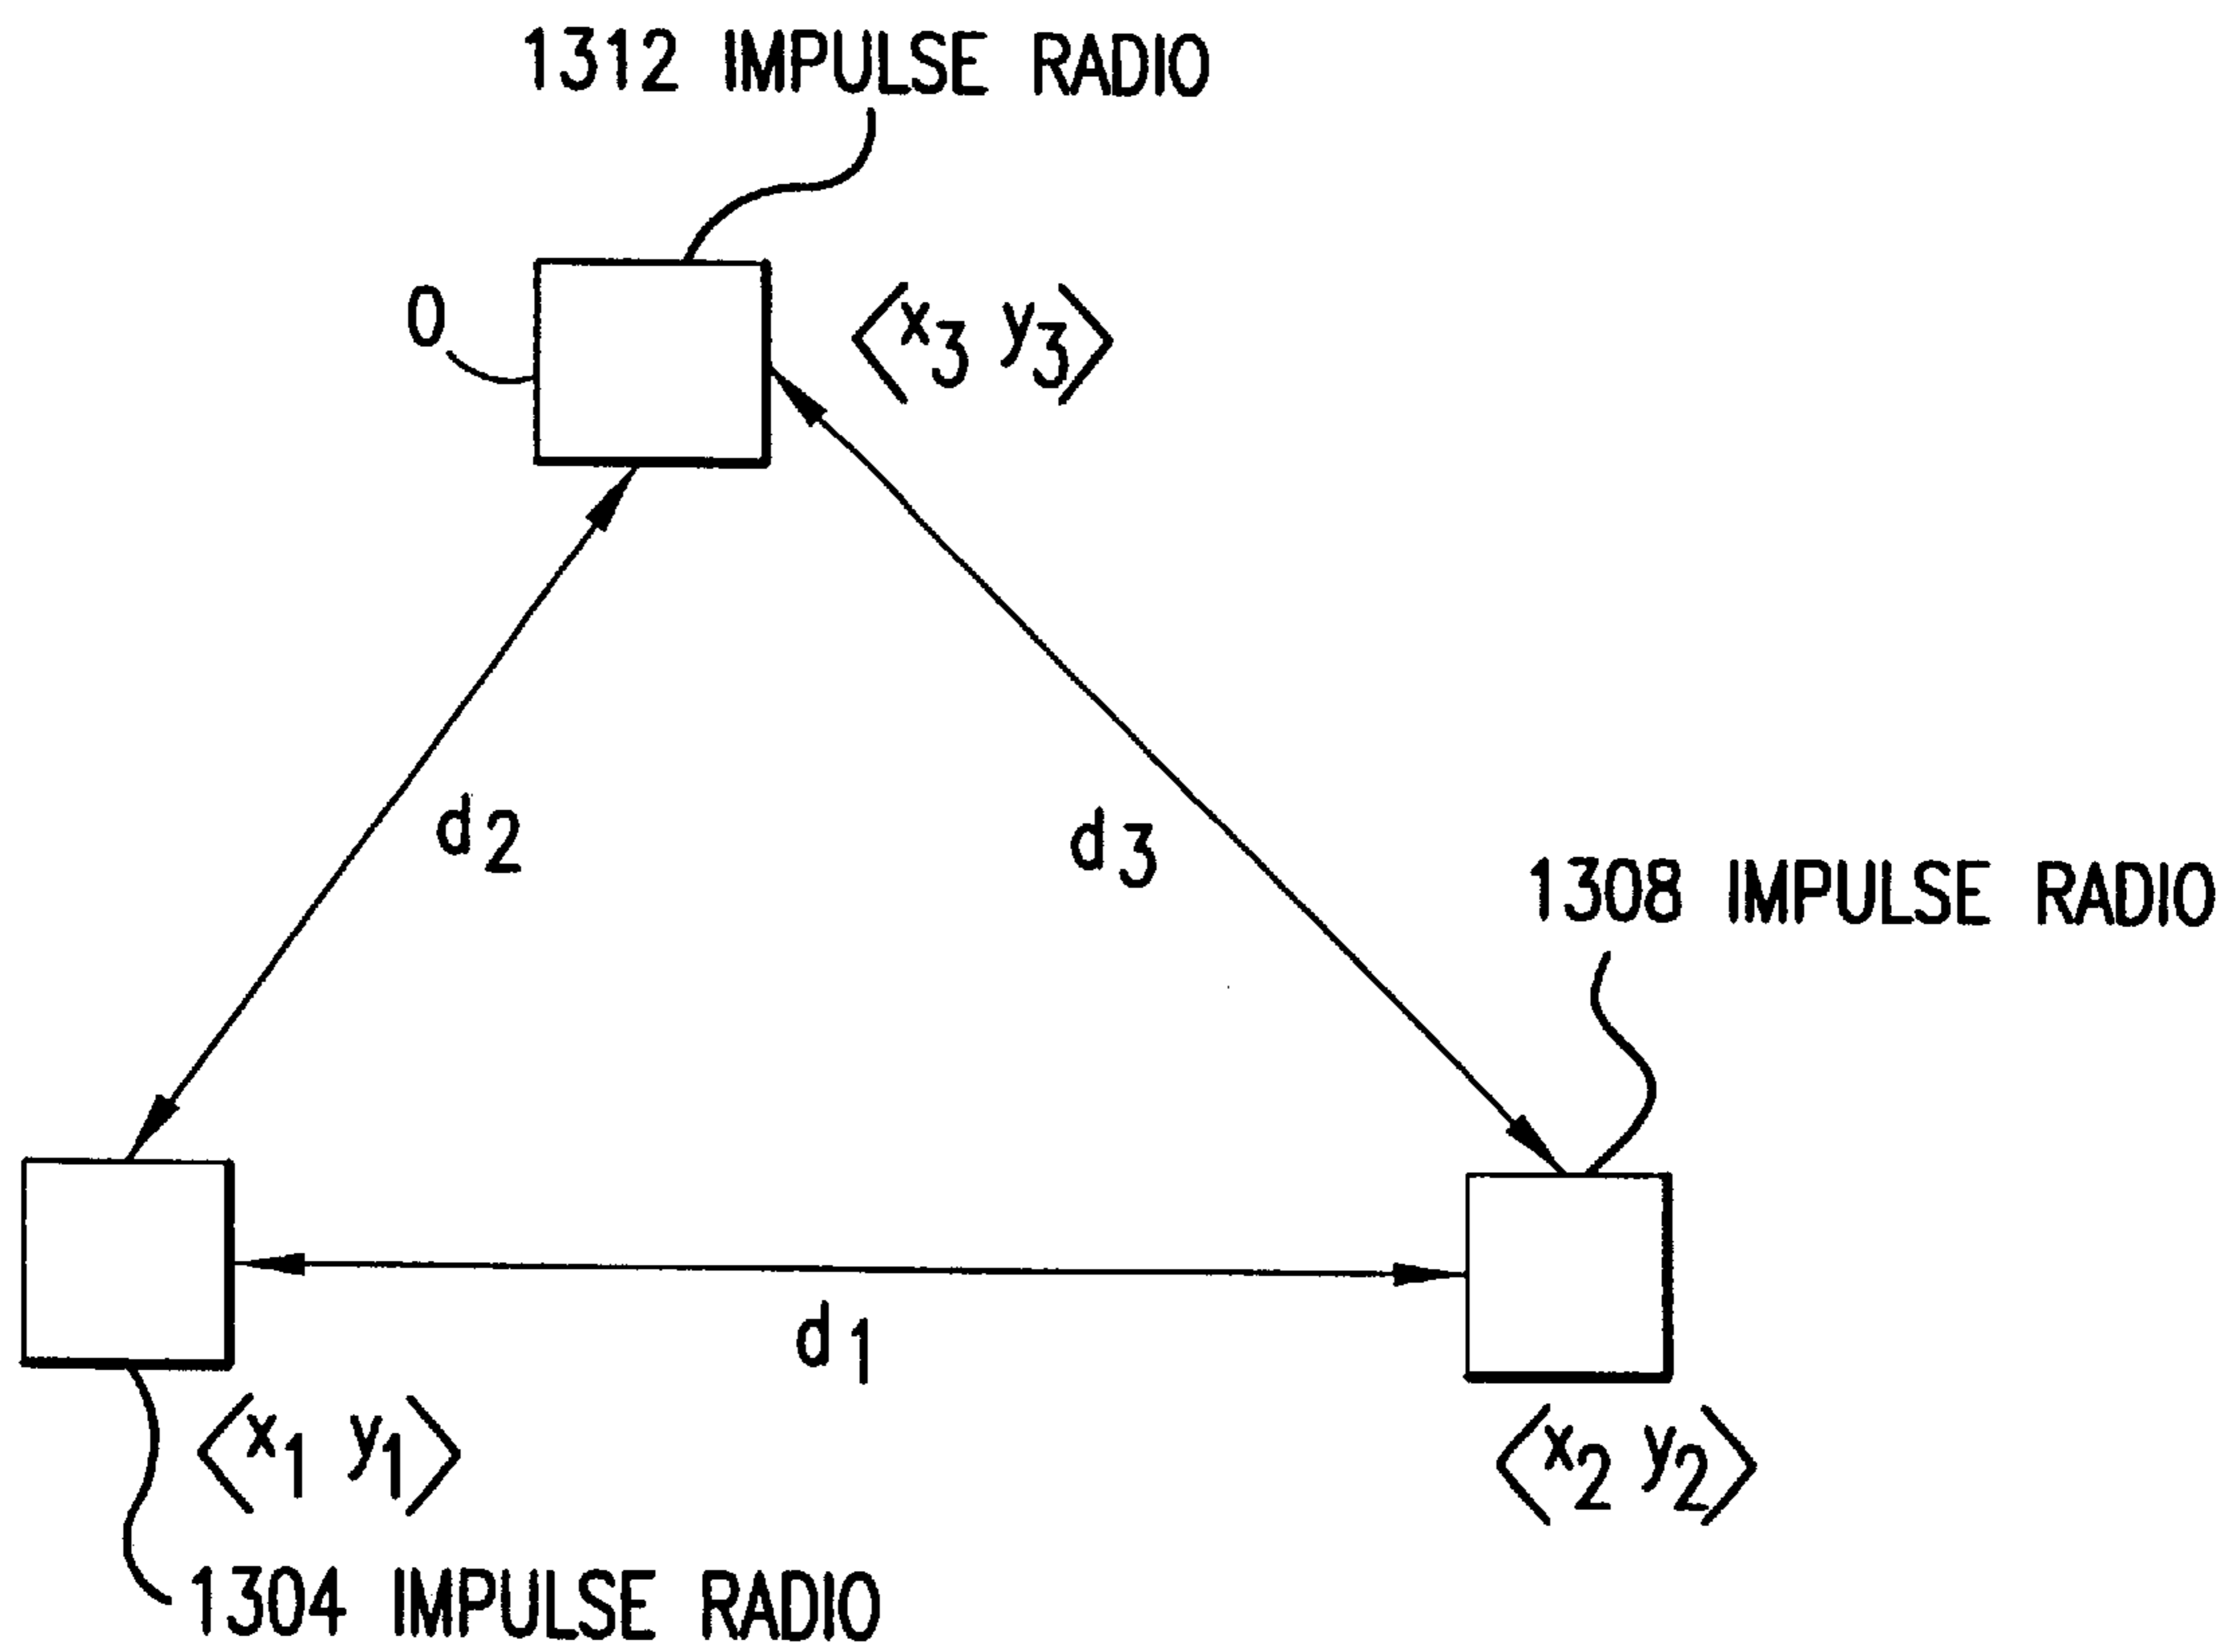 1312 IMPULSE RADIO
0
⟨x3 y3⟩
d2
d3
1308 IMPULSE RADIO
d1
⟨x1 y1⟩
⟨x2 y2⟩
1304 IMPULSE RADIO